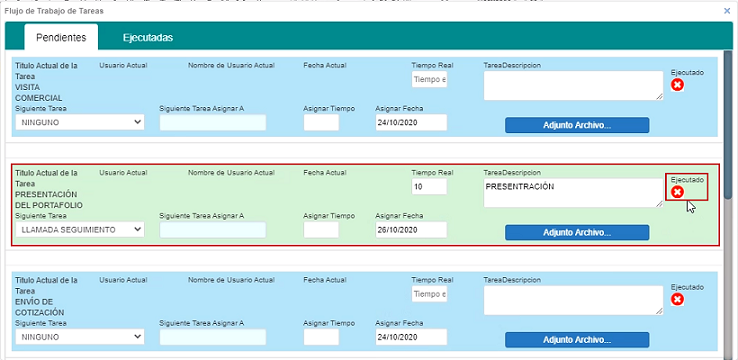 Flujo de Trabajo de Tareas ×
Pendientes Ejecutadas
Titulo Actual de la Tarea Usuario Actual Nombre de Usuario Actual Fecha Actual Tiempo Real TareaDescripcion Ejecutado
VISITA COMERCIAL Tiempo e
Siguiente Tarea Siguiente Tarea Asignar A Asignar Tiempo Asignar Fecha
NINGUNO 24/10/2020 Adjunto Archivo...
Titulo Actual de la Tarea Usuario Actual Nombre de Usuario Actual Fecha Actual Tiempo Real TareaDescripcion Ejecutado
PRESENTACIÓN DEL PORTAFOLIO 10 PRESENTRACIÓN
Siguiente Tarea Siguiente Tarea Asignar A Asignar Tiempo Asignar Fecha
LLAMADA SEGUIMIENTO 26/10/2020 Adjunto Archivo...
Titulo Actual de la Tarea Usuario Actual Nombre de Usuario Actual Fecha Actual Tiempo Real TareaDescripcion Ejecutado
ENVÍO DE COTIZACIÓN Tiempo e
Siguiente Tarea Siguiente Tarea Asignar A Asignar Tiempo Asignar Fecha
NINGUNO 24/10/2020 Adjunto Archivo...